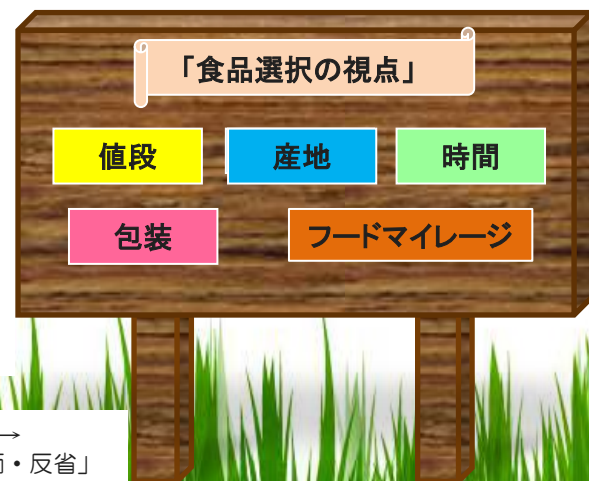 「食品選択の視点」
値段 産地 時間
包装 フードマイレージ
→
・反省」